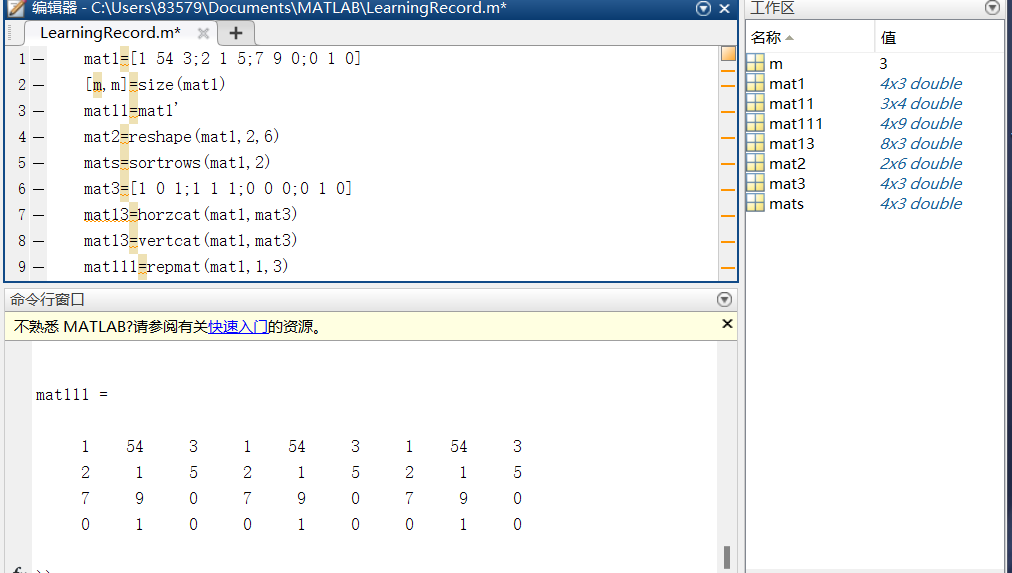 编辑器 - C:\Users\83579\Documents\MATLAB\LearningRecord.m*
LearningRecord.m*
1 — mat1=[1 54 3;2 1 5;7 9 0;0 1 0]
2 — [m,m]=size(mat1)
3 — mat11=mat1'
4 — mat2=reshape(mat1,2,6)
5 — mats=sortrows(mat1,2)
6 — mat3=[1 0 1;1 1 1;0 0 0;0 1 0]
7 — mat13=horzcat(mat1,mat3)
8 — mat13=vertcat(mat1,mat3)
9 — mat111=repmat(mat1,1,3)
命令行窗口
不熟悉 MATLAB?请参阅有关快速入门的资源。
mat111 =
1 54 3 1 54 3 1 54 3
2 1 5 2 1 5 2 1 5
7 9 0 7 9 0 7 9 0
0 1 0 0 1 0 0 1 0
工作区
名称 值
m 3
mat1 4x3 double
mat11 3x4 double
mat111 4x9 double
mat13 8x3 double
mat2 2x6 double
mat3 4x3 double
mats 4x3 double